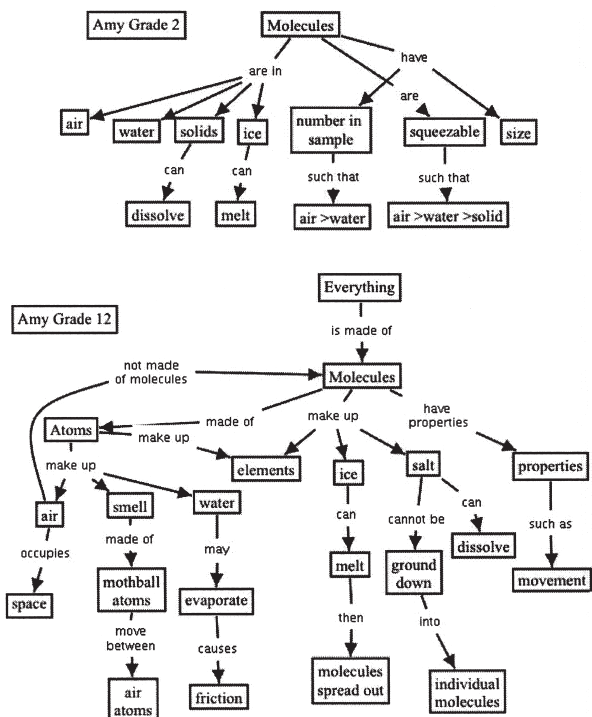 Amy Grade 2
Molecules
have
are in
are
air
water
solids
ice
number in
sample
squeezable
size
can
can
such that
such that
dissolve
melt
air >water
air >water >solid
Everything
Amy Grade 12
is made of
not made
of molecules
Molecules
have
properties
made of
make up
Atoms
make up
elements
ice
salt
properties
make up
air
smell
water
can
cannot be
can
such as
occupies
made of
may
dissolve
space
mothball
atoms
evaporate
melt
ground
down
movement
move
between
causes
then
into
air
atoms
friction
molecules
spread out
individual
molecules